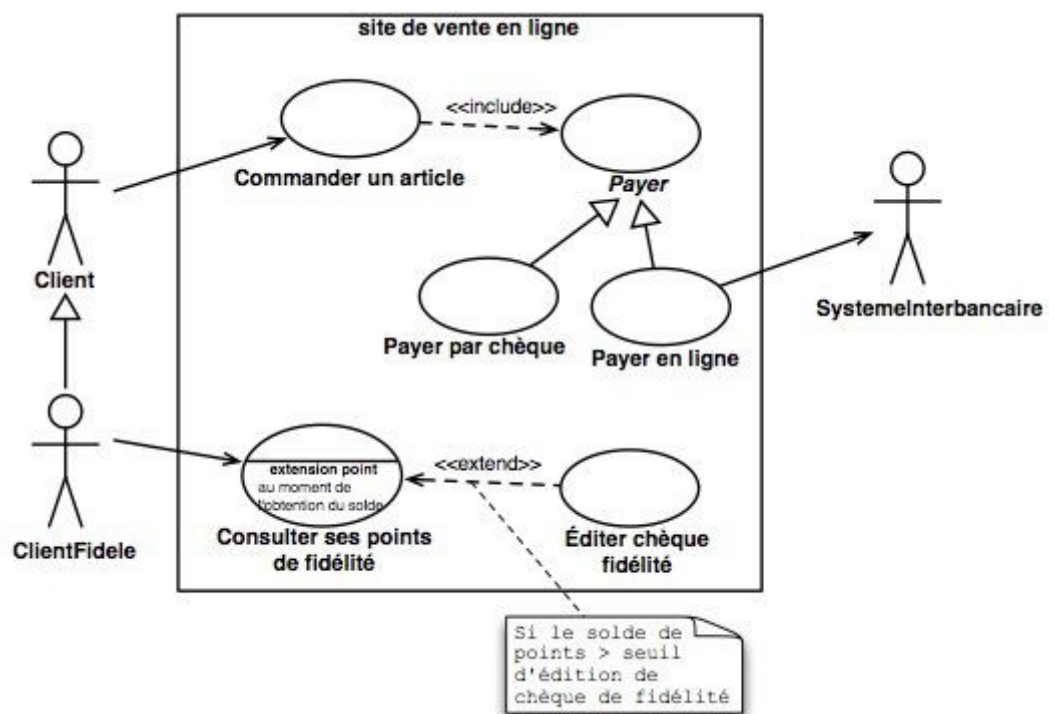 site de vente en ligne
<<include>>
Commander un article
Payer
Client
SystemeInterbancaire
Payer par chèque
Payer en ligne
<<extend>>
extension point
au moment de
l'obtention du solde
Consulter ses points
de fidélité
Éditer chèque
fidélité
ClientFidele
Si le solde de
points > seuil
d'édition de
chèque de fidélité